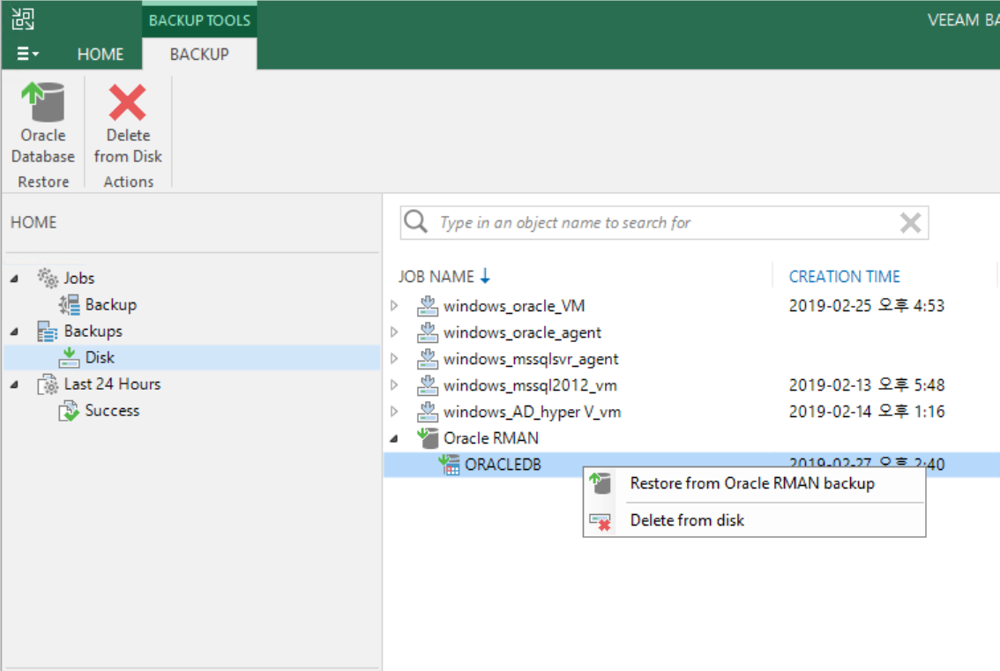 BACKUP TOOLS
VEEAM BA
HOME
BACKUP
Oracle Database
Delete from Disk
Restore
Actions
HOME
Type in an object name to search for
Jobs
Backup
Backups
Disk
Last 24 Hours
Success
JOB NAME
CREATION TIME
windows_oracle_VM
2019-02-25 오후 4:53
windows_oracle_agent
windows_mssqlsvr_agent
windows_mssql2012_vm
2019-02-13 오후 5:48
windows_AD_hyper V_vm
2019-02-14 오후 1:16
Oracle RMAN
ORACLEDB
2019-02-27 오후 2:40
Restore from Oracle RMAN backup
Delete from disk